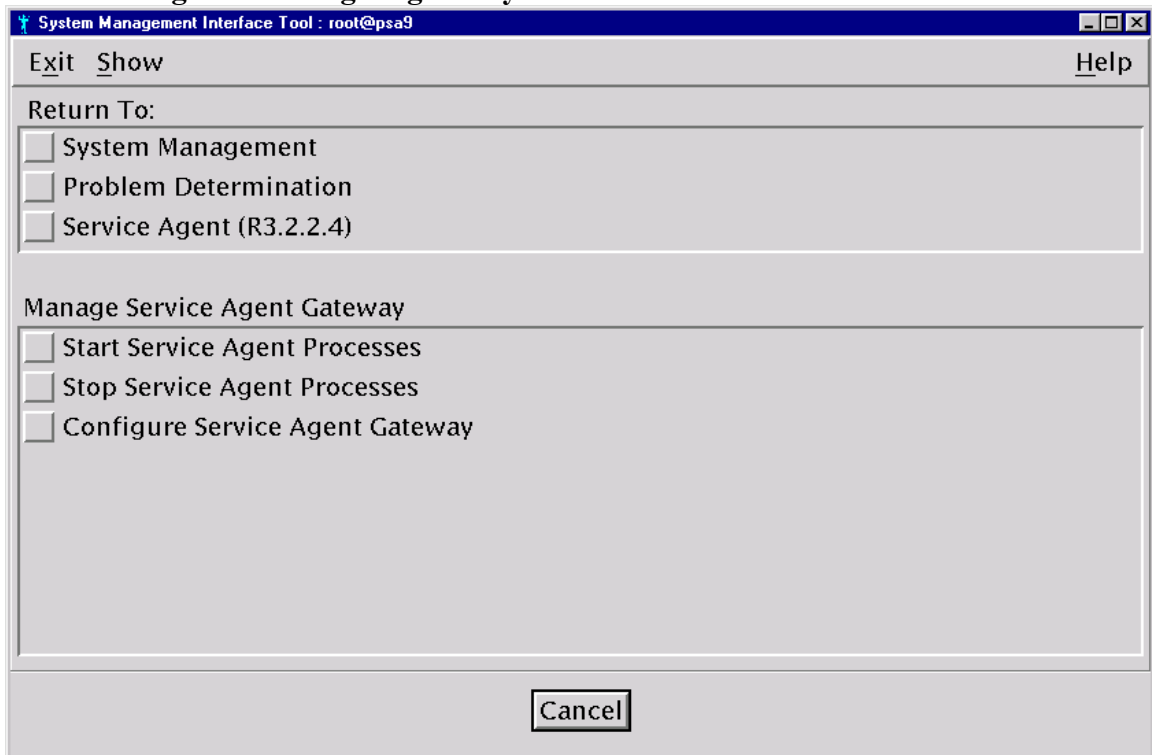 System Management Interface Tool : root@psa9
Exit Show Help
Return To:
System Management
Problem Determination
Service Agent (R3.2.2.4)
Manage Service Agent Gateway
Start Service Agent Processes
Stop Service Agent Processes
Configure Service Agent Gateway
Cancel